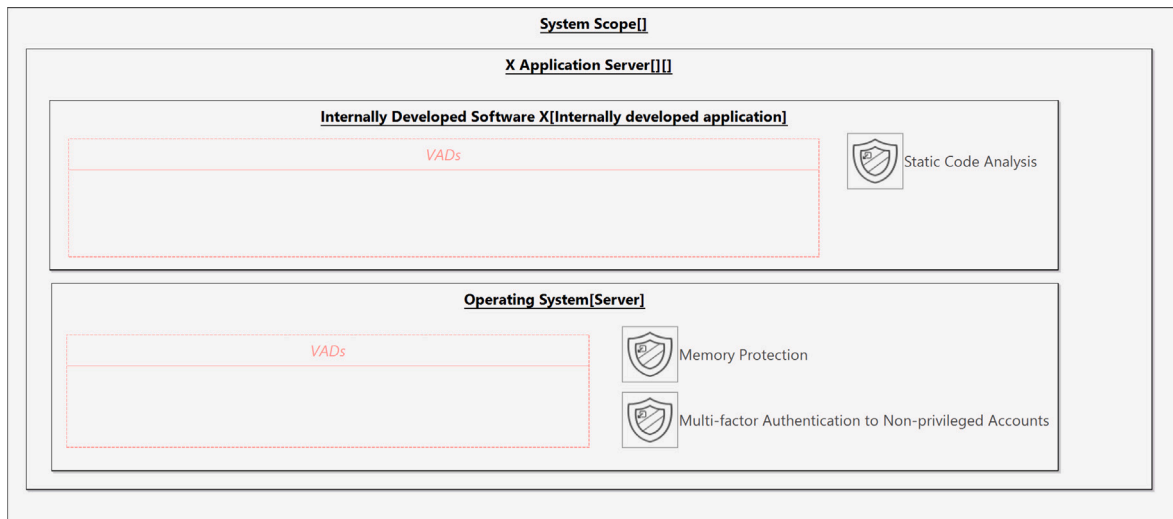 System Scope[]
X Application Server[][]
Internally Developed Software X[Internally developed application]
VADs
Static Code Analysis
Operating System[Server]
VADs
Memory Protection
Multi-factor Authentication to Non-privileged Accounts